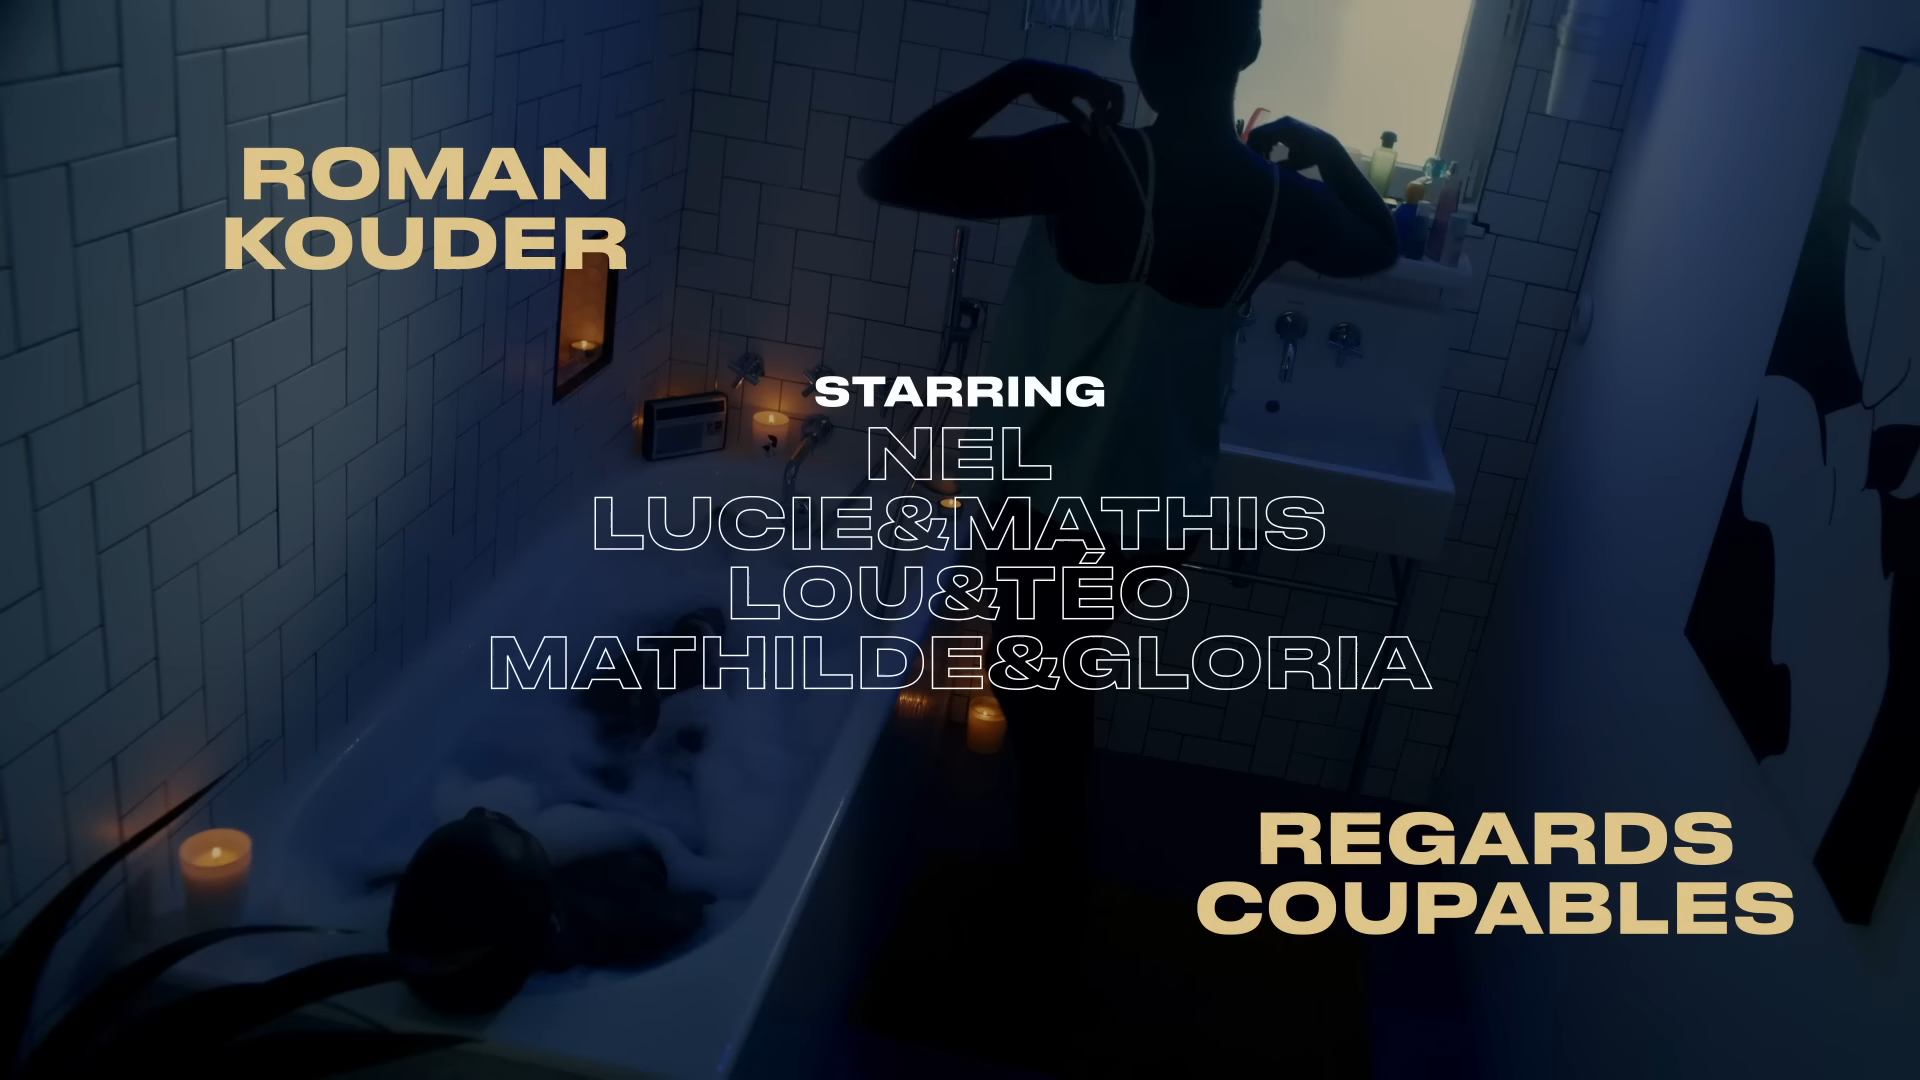 ROMAN
KOUDER
STARRING
NEL
LUCIE&MATHIS
LOU&TÉO
MATHILDE&GLORIA
REGARDS
COUPABLES